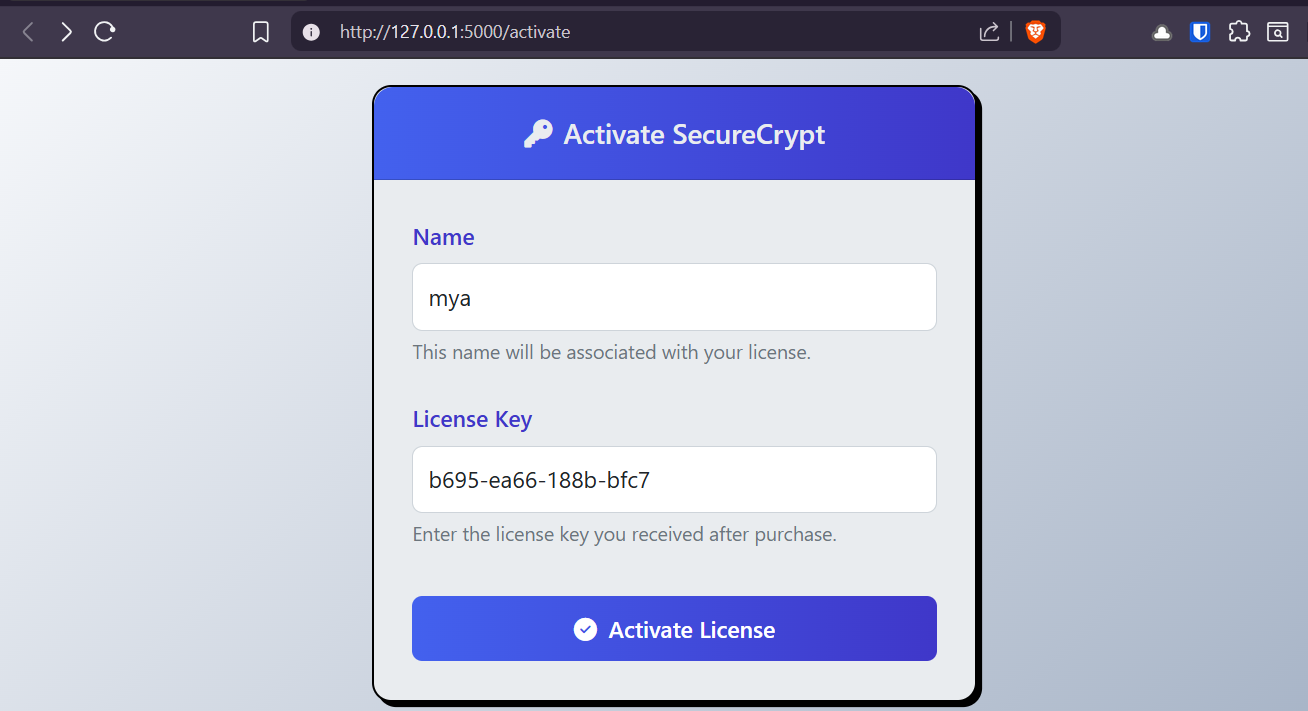 http://127.0.0.1:5000/activate
Activate SecureCrypt
Name
mya
This name will be associated with your license.
License Key
b695-ea66-188b-bfc7
Enter the license key you received after purchase.
Activate License